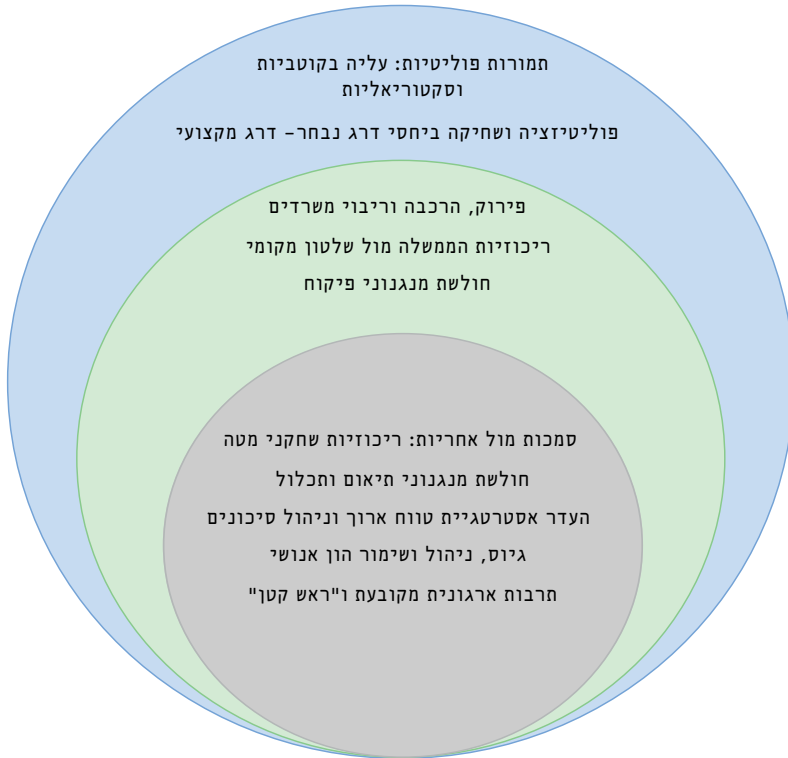 תמורות פוליטיות: עליה בקוטביות
וסקטוריאליות
פוליטיזציה ושחיקה ביחסי דרג נבחר- דרג מקצועי
פירוק, הרכבה וריבוי משרדים
ריכוזיות הממשלה מול שלטון מקומי
חולשת מנגנוני פיקוח
סמכות מול אחריות: ריכוזיות שחקני מטה
חולשת מנגנוני תיאום ותכלול
העדר אסטרטגיית טווח ארוך וניהול סיכונים
גיוס, ניהול ושימור הון אנושי
תרבות ארגונית מקובעת ו"ראש קטן"